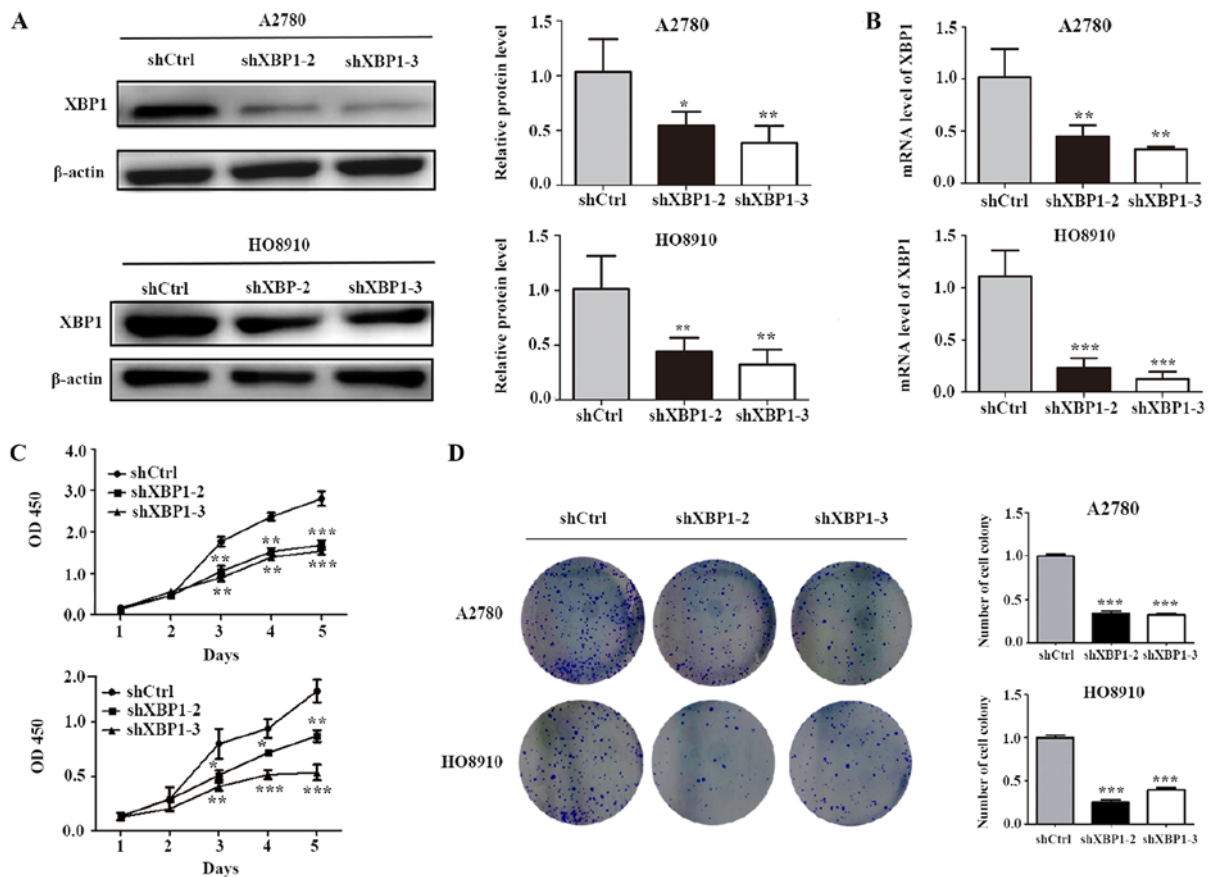 A
A2780
shCtrl shXBP1-2 shXBP1-3
XBP1
β-actin
HO8910
shCtrl shXBP-2 shXBP1-3
XBP1
β-actin
A2780
Relative protein level
1.5
1.0
0.5
0.0
*
**
shCtrl shXBP1-2 shXBP1-3
HO8910
Relative protein level
1.5
1.0
0.5
0.0
**
**
shCtrl shXBP1-2 shXBP1-3
B
A2780
mRNA level of XBP1
1.5
1.0
0.5
0.0
**
**
shCtrl shXBP1-2 shXBP1-3
HO8910
mRNA level of XBP1
1.5
1.0
0.5
0.0
***
***
shCtrl shXBP1-2 shXBP1-3
C
OD 450
4.0
3.0
2.0
1.0
0.0
shCtrl
shXBP1-2
shXBP1-3
** ** ***
** ** ***
1 2 3 4 5
Days
OD 450
2.0
1.0
0.5
0.0
shCtrl
shXBP1-2
shXBP1-3
* * **
** *** ***
1 2 3 4 5
Days
D
shCtrl shXBP1-2 shXBP1-3
A2780
HO8910
A2780
Number of cell colony
1.5
1.0
0.5
0.0
*** ***
shCtrl shXBP1-2 shXBP1-3
HO8910
Number of cell colony
1.5
1.0
0.5
0.0
*** ***
shCtrl shXBP1-2 shXBP1-3